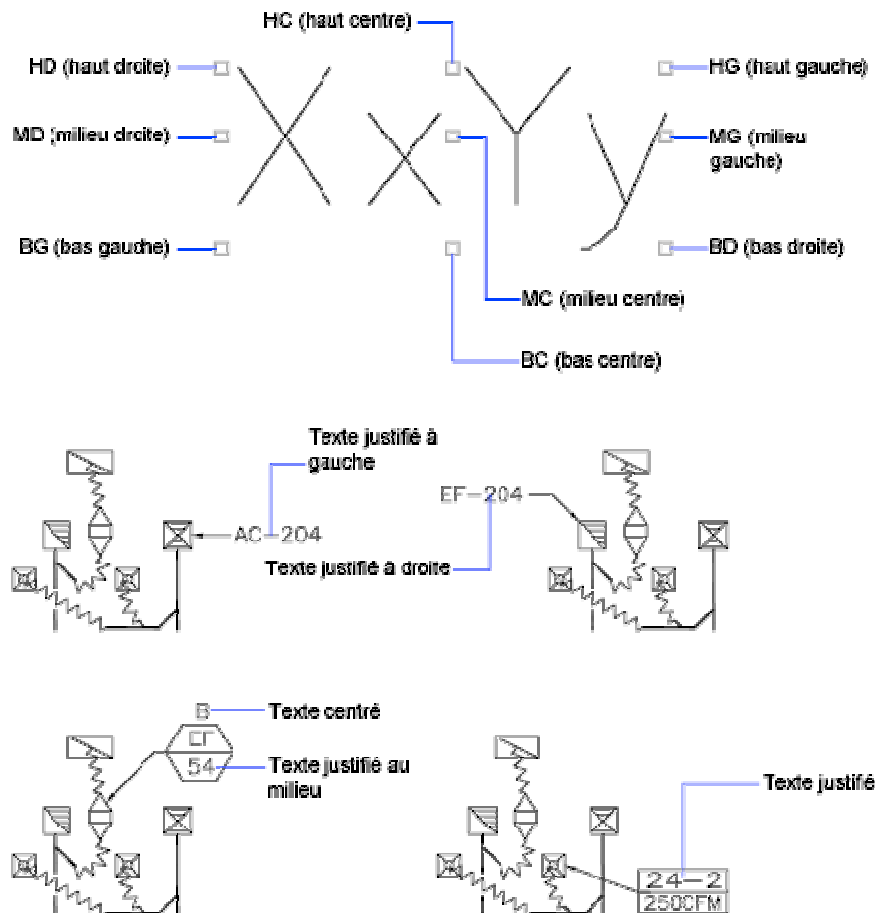 HC (haut centre)
HD (haut droite)
HG (haut gauche)
MD (milieu droite)
MG (milieu
gauche)
BG (bas gauche)
BD (bas droite)
MC (milieu centre)
BC (bas centre)
Texte justifié à
gauche
EF-204
AC-204
Texte justifié à droite
B
Texte centré
EF
54
Texte justifié au
milieu
Texte justifié
24-2
250CFM